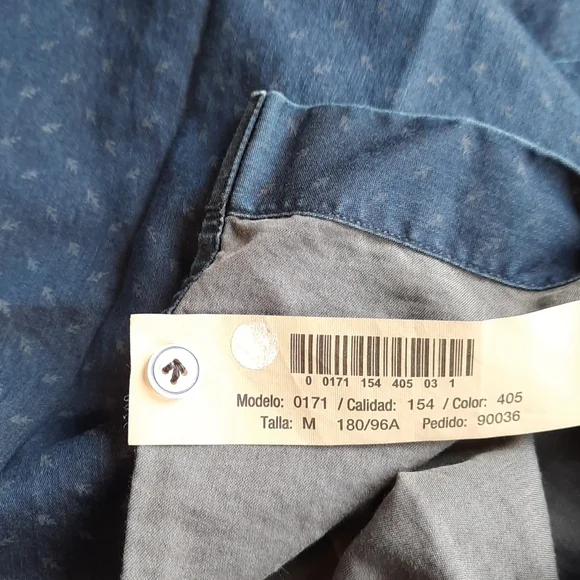 0 0171 154 405 03 1
Modelo: 0171 / Calidad: 154 / Color: 405
Talla: M 180/96A Pedido: 90036